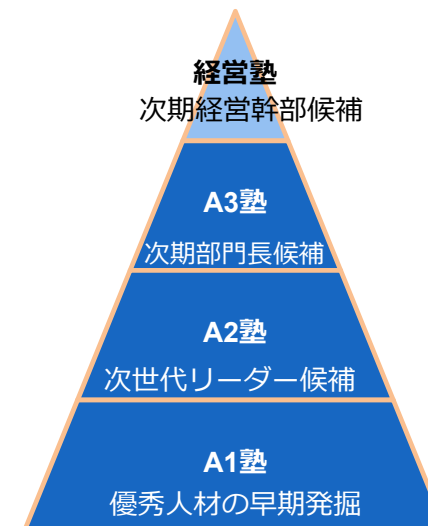 経営塾
次期経営幹部候補
A3塾
次期部門長候補
A2塾
次世代リーダー候補
A1塾
優秀人材の早期発掘